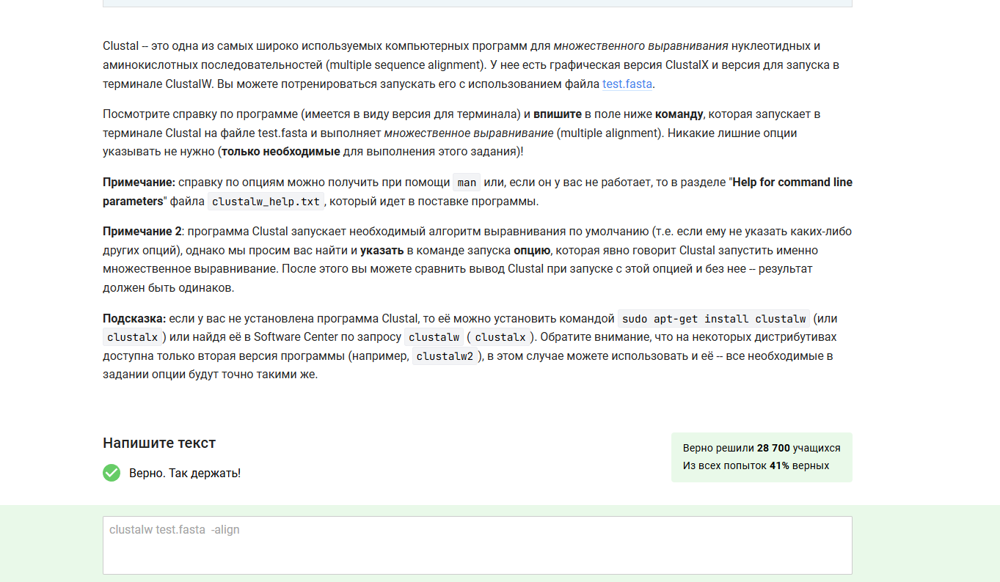 Clustal -- это одна из самых широко используемых компьютерных программ для множественного выравнивания нуклеотидных и
аминокислотных последовательностей (multiple sequence alignment). У нее есть графическая версия ClustalX и версия для запуска в
терминале ClustalW. Вы можете потренироваться запускать его с использованием файла test.fasta.
Посмотрите справку по программе (имеется в виду версия для терминала) и впишите в поле ниже команду, которая запускает в
терминале Clustal на файле test.fasta и выполняет множественное выравнивание (multiple alignment). Никакие лишние опции
указывать не нужно (только необходимые для выполнения этого задания)!
Примечание: справку по опциям можно получить при помощи man или, если он у вас не работает, то в разделе "Help for command line
parameters" файла clustalw_help.txt, который идет в поставке программы.
Примечание 2: программа Clustal запускает необходимый алгоритм выравнивания по умолчанию (т.е. если ему не указать каких-либо
других опций), однако мы просим вас найти и указать в команде запуска опцию, которая явно говорит Clustal запустить именно
множественное выравнивание. После этого вы можете сравнить вывод Clustal при запуске с этой опцией и без нее -- результат
должен быть одинаков.
Подсказка: если у вас не установлена программа Clustal, то её можно установить командой sudo apt-get install clustalw (или
clustalx) или найдя её в Software Center по запросу clustalw (clustalx). Обратите внимание, что на некоторых дистрибутивах
доступна только вторая версия программы (например, clustalw2), в этом случае можете использовать и её -- все необходимые в
задании опции будут точно такими же.
Напишите текст
Верно. Так держать!
Верно решили 28 700 учащихся
Из всех попыток 41% верных
clustalw test.fasta  -align